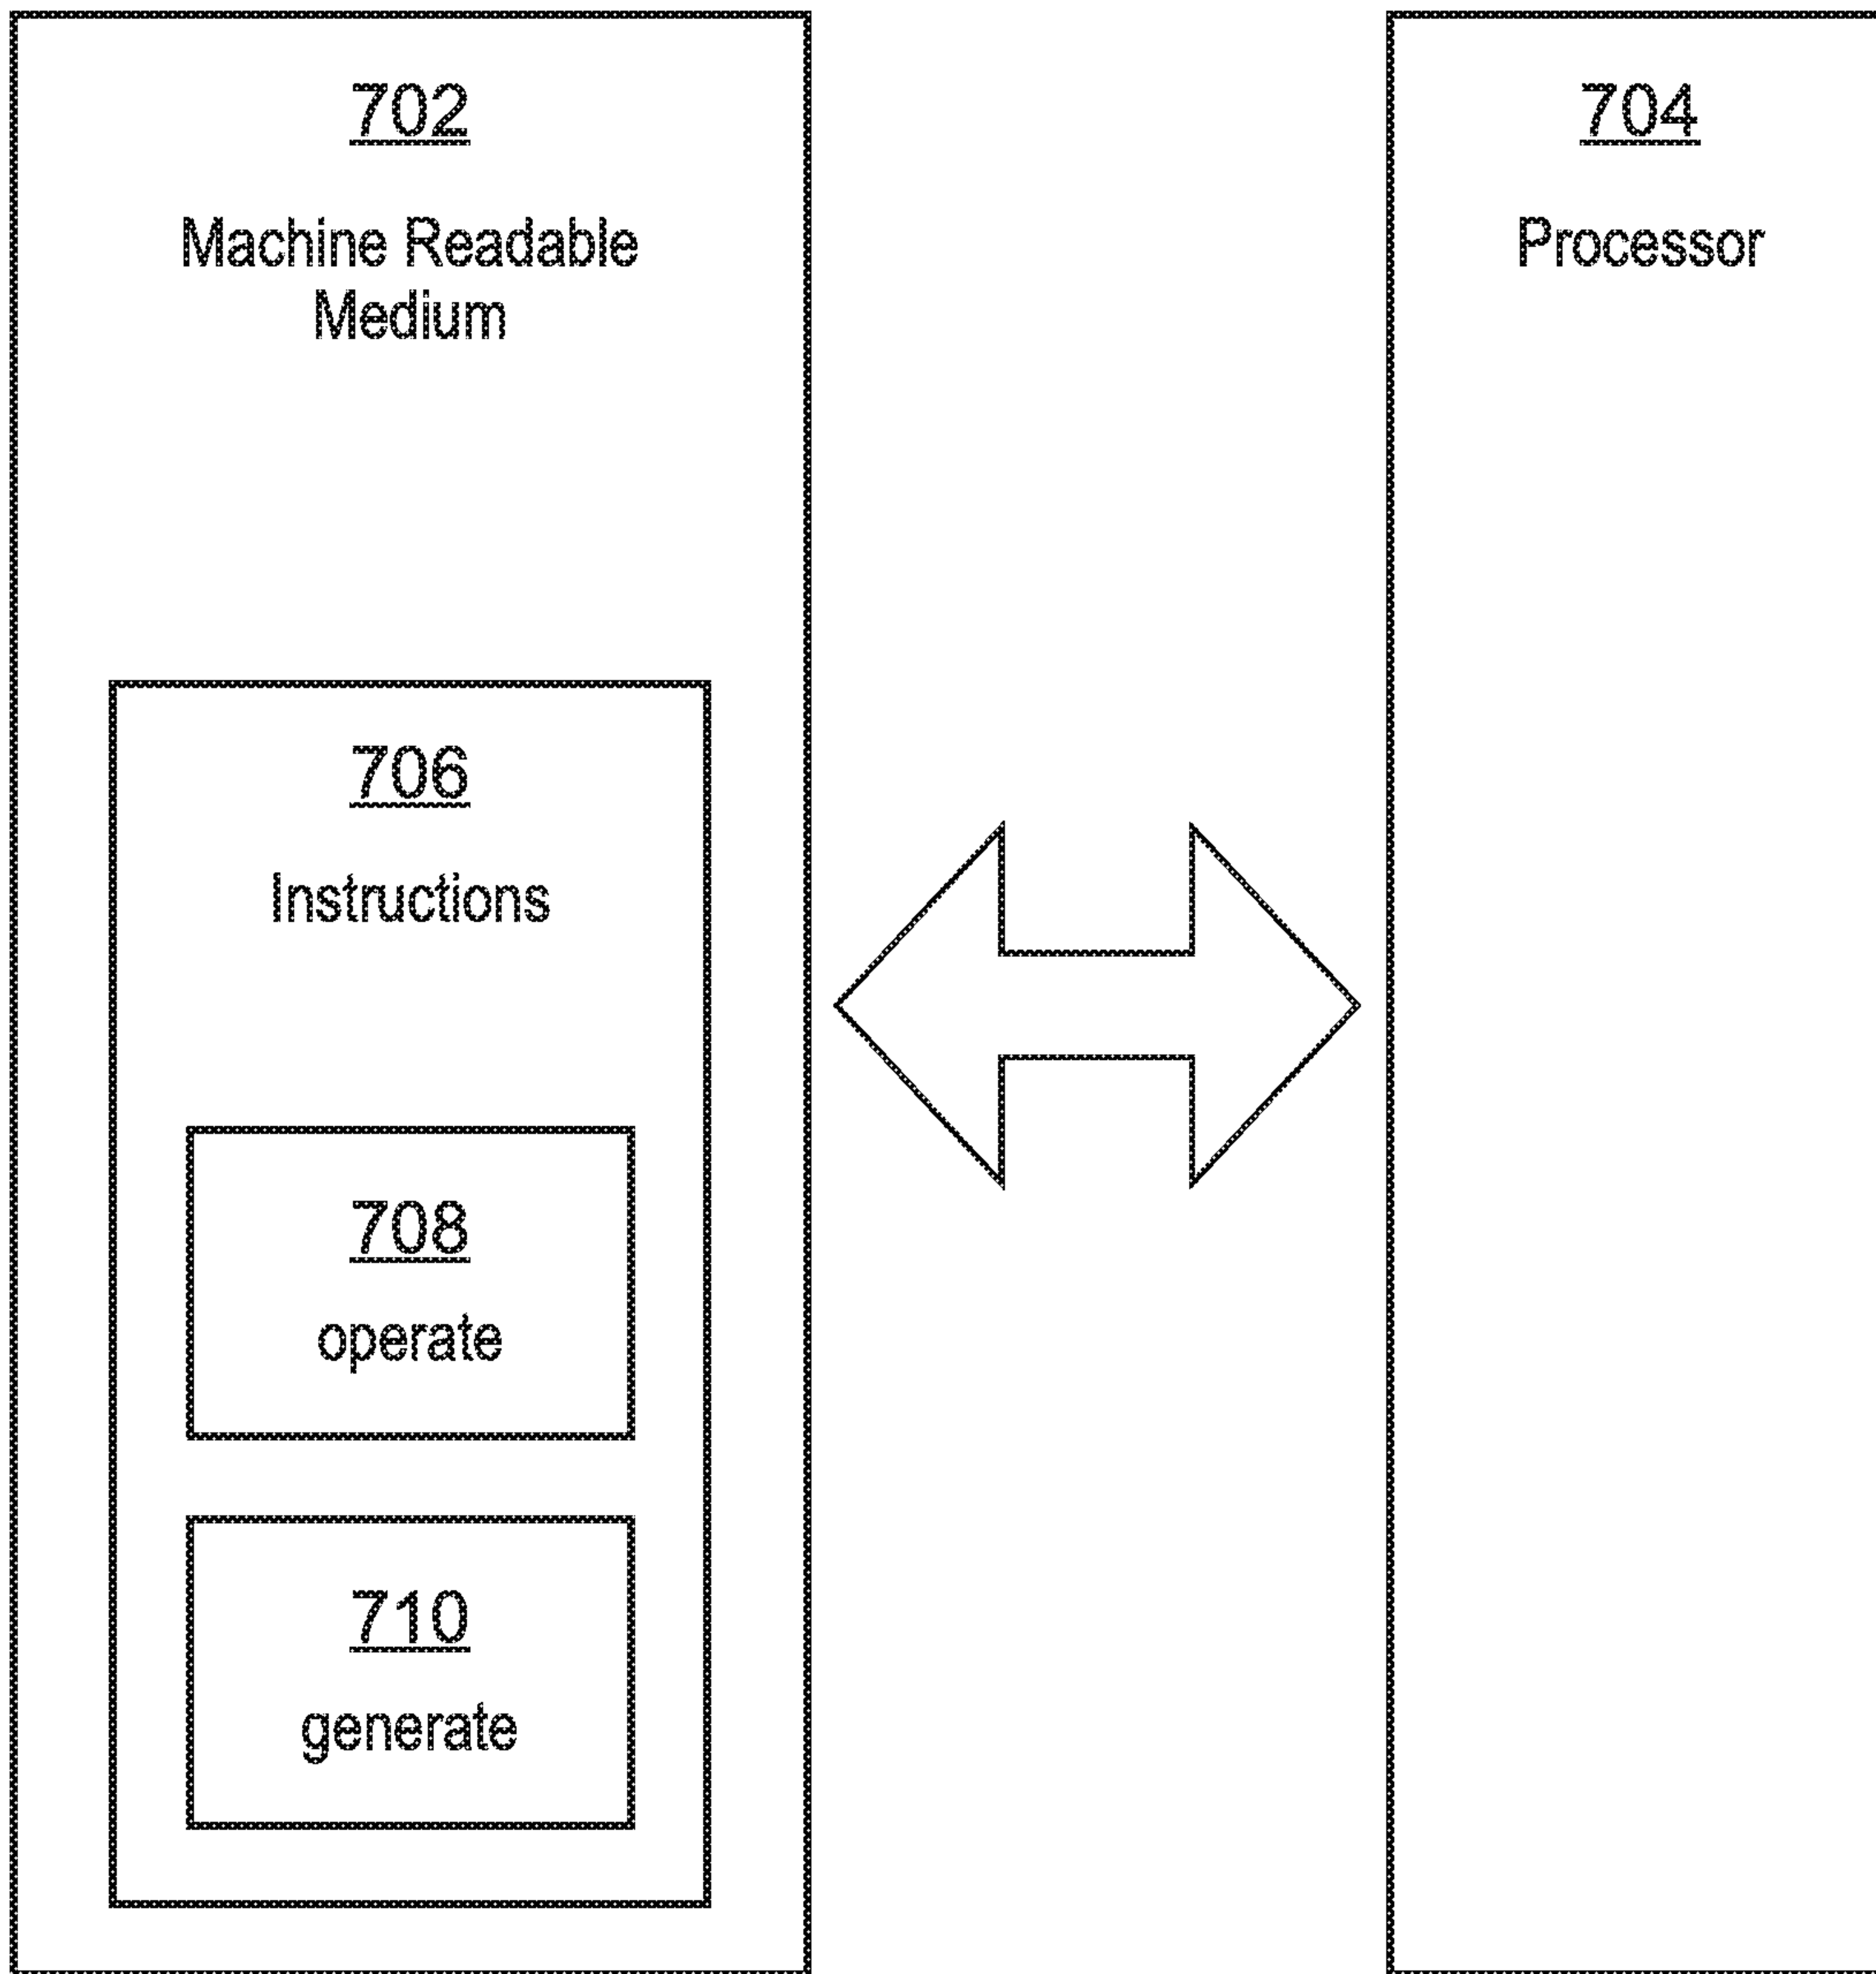 702
Machine Readable
Medium
706
Instructions
708
operate
710
generate
704
Processor